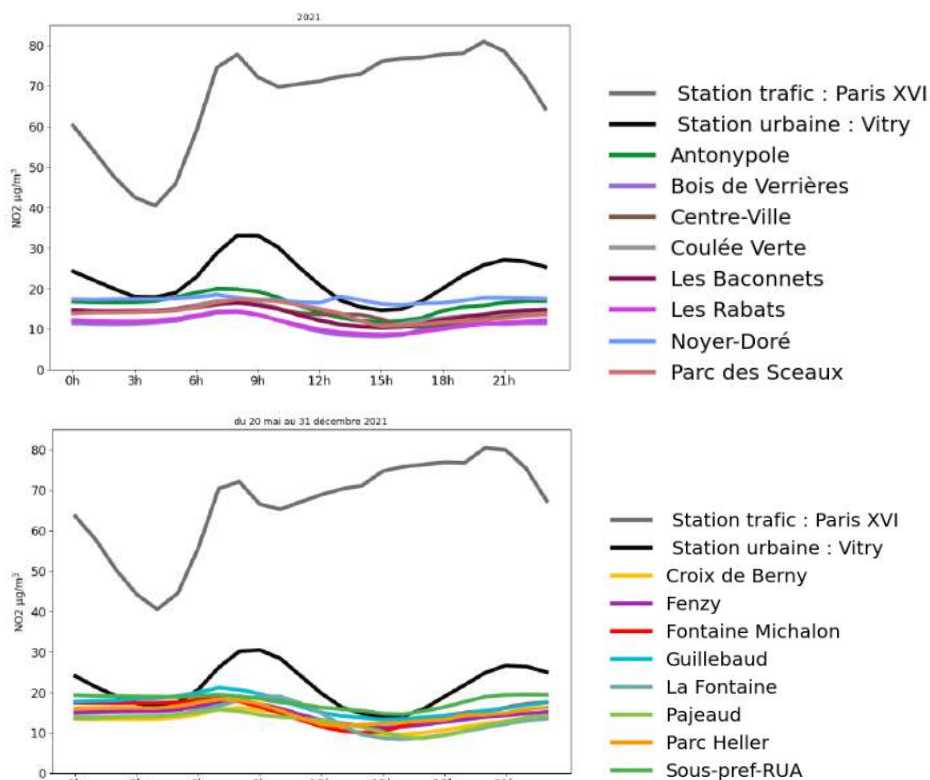 2021
80
70
60
50
40
30
20
10
0
NO2 µg/m³
0h 3h 6h 9h 12h 15h 18h 21h
Station trafic : Paris XVI
Station urbaine : Vitry
Antonypole
Bois de Verrières
Centre-Ville
Coulée Verte
Les Baconnets
Les Rabats
Noyer-Doré
Parc des Sceaux
du 20 mai au 31 décembre 2021
80
70
60
50
40
30
20
10
0
NO2 µg/m³
Station trafic : Paris XVI
Station urbaine : Vitry
Croix de Berny
Fenzy
Fontaine Michalon
Guillebaud
La Fontaine
Pajeaud
Parc Heller
Sous-pref-RUA